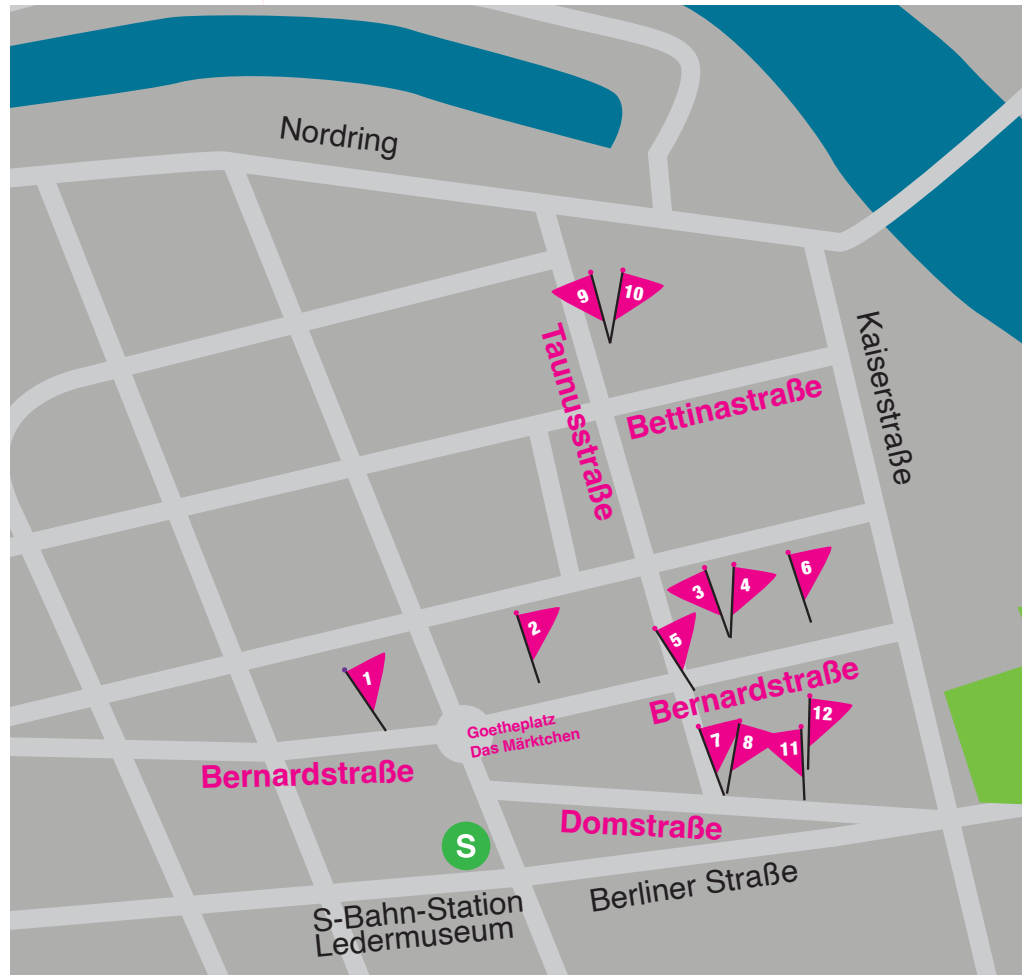 Nordring
9
10
Taunusstraße
Bettinastraße
Kaiserstraße
6
3
4
2
5
1
Bernardstraße
12
Goetheplatz
Das Märktchen
7
8
11
Bernardstraße
Domstraße
S
Berliner Straße
S-Bahn-Station
Ledermuseum